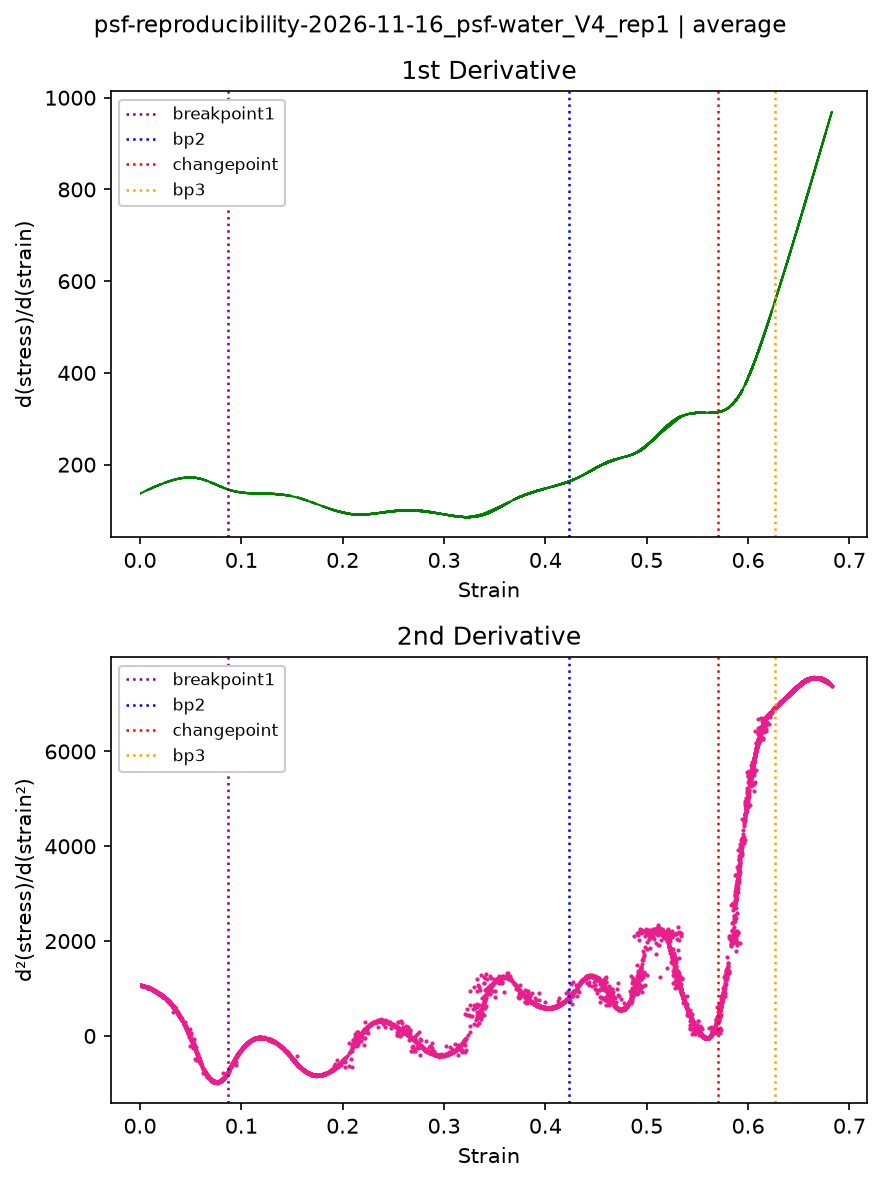 psf-reproducibility-2026-11-16_psf-water_V4_rep1 | average
1st Derivative
breakpoint1
bp2
changepoint
bp3
d(stress)/d(strain)
1000
800
600
400
200
0.0 0.1 0.2 0.3 0.4 0.5 0.6 0.7
Strain
2nd Derivative
breakpoint1
bp2
changepoint
bp3
d²(stress)/d(strain²)
6000
4000
2000
0
0.0 0.1 0.2 0.3 0.4 0.5 0.6 0.7
Strain